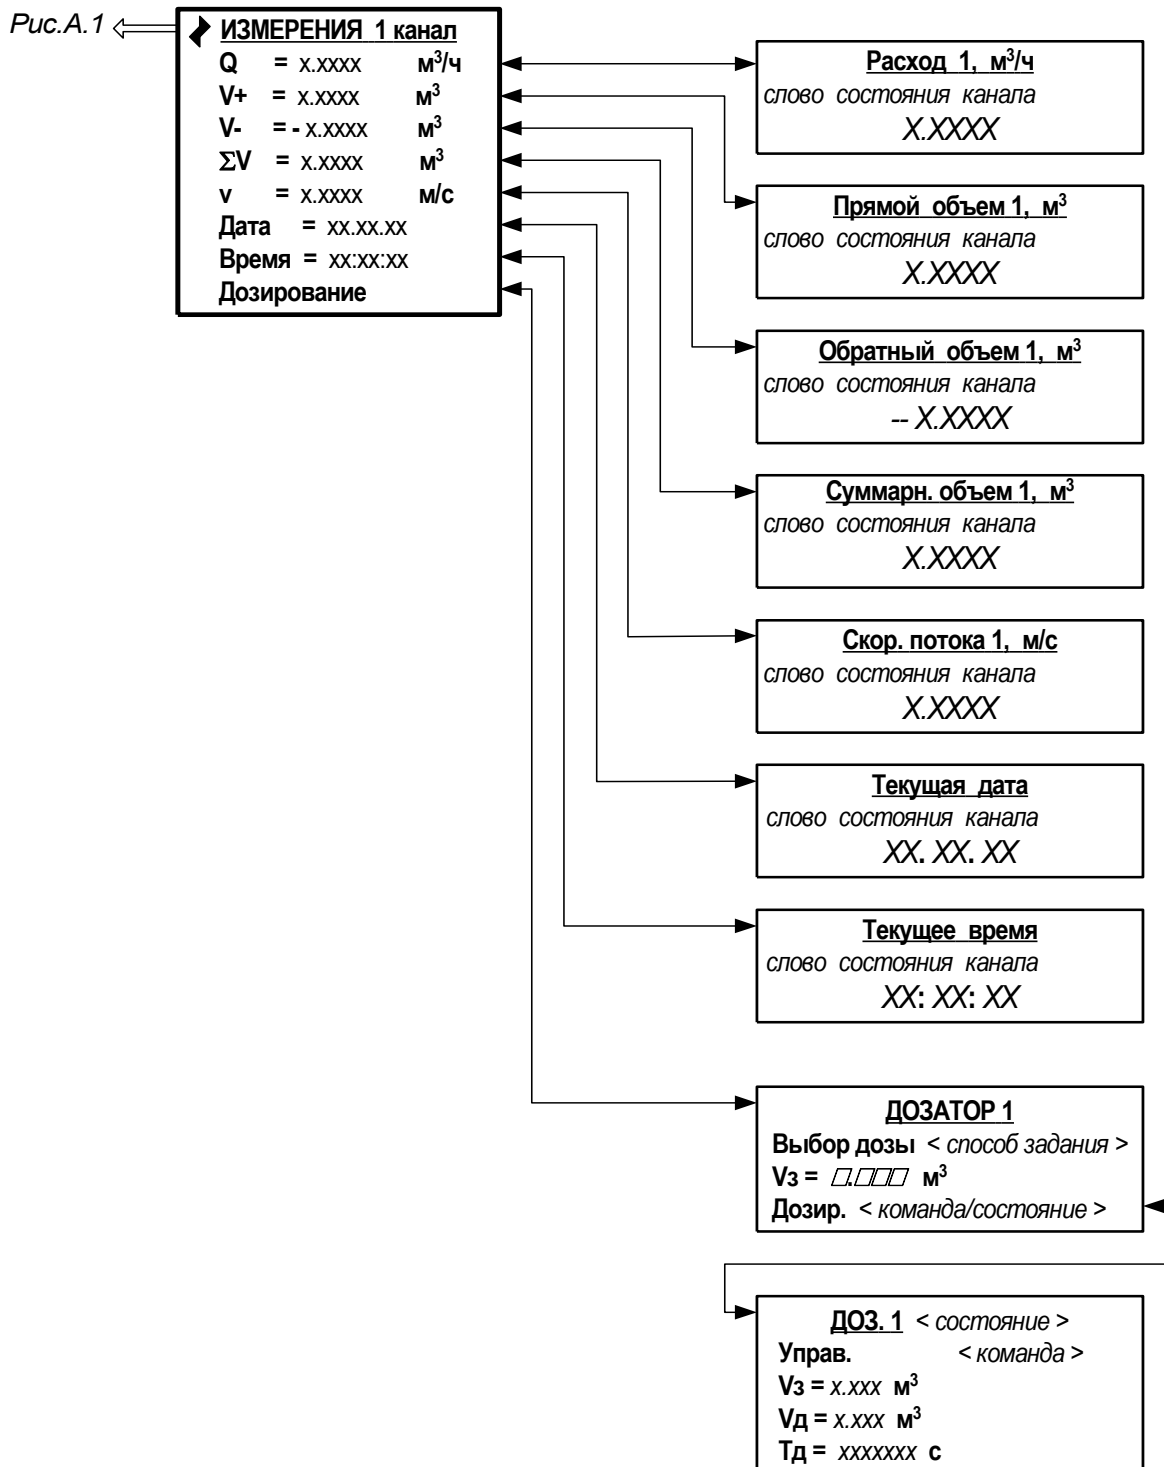 Рис.А.1
ИЗМЕРЕНИЯ 1 канал
Q = x.xxxx м³/ч
V+ = x.xxxx м³
V- = - x.xxxx м³
ΣV = x.xxxx м³
v = x.xxxx м/с
Дата = xx.xx.xx
Время = xx:xx:xx
Дозирование
Расход 1, м³/ч
слово состояния канала
X.XXXX
Прямой объем 1, м³
слово состояния канала
X.XXXX
Обратный объем 1, м³
слово состояния канала
-- X.XXXX
Суммарн. объем 1, м³
слово состояния канала
X.XXXX
Скор. потока 1, м/с
слово состояния канала
X.XXXX
Текущая дата
слово состояния канала
XX. XX. XX
Текущее время
слово состояния канала
XX: XX: XX
ДОЗАТОР 1
Выбор дозы < способ задания >
Vз = □.□□□ м³
Дозир. < команда/состояние >
ДОЗ. 1 < состояние >
Управ. < команда >
Vз = x.xxx м³
Vд = x.xxx м³
Тд = xxxxxxx с